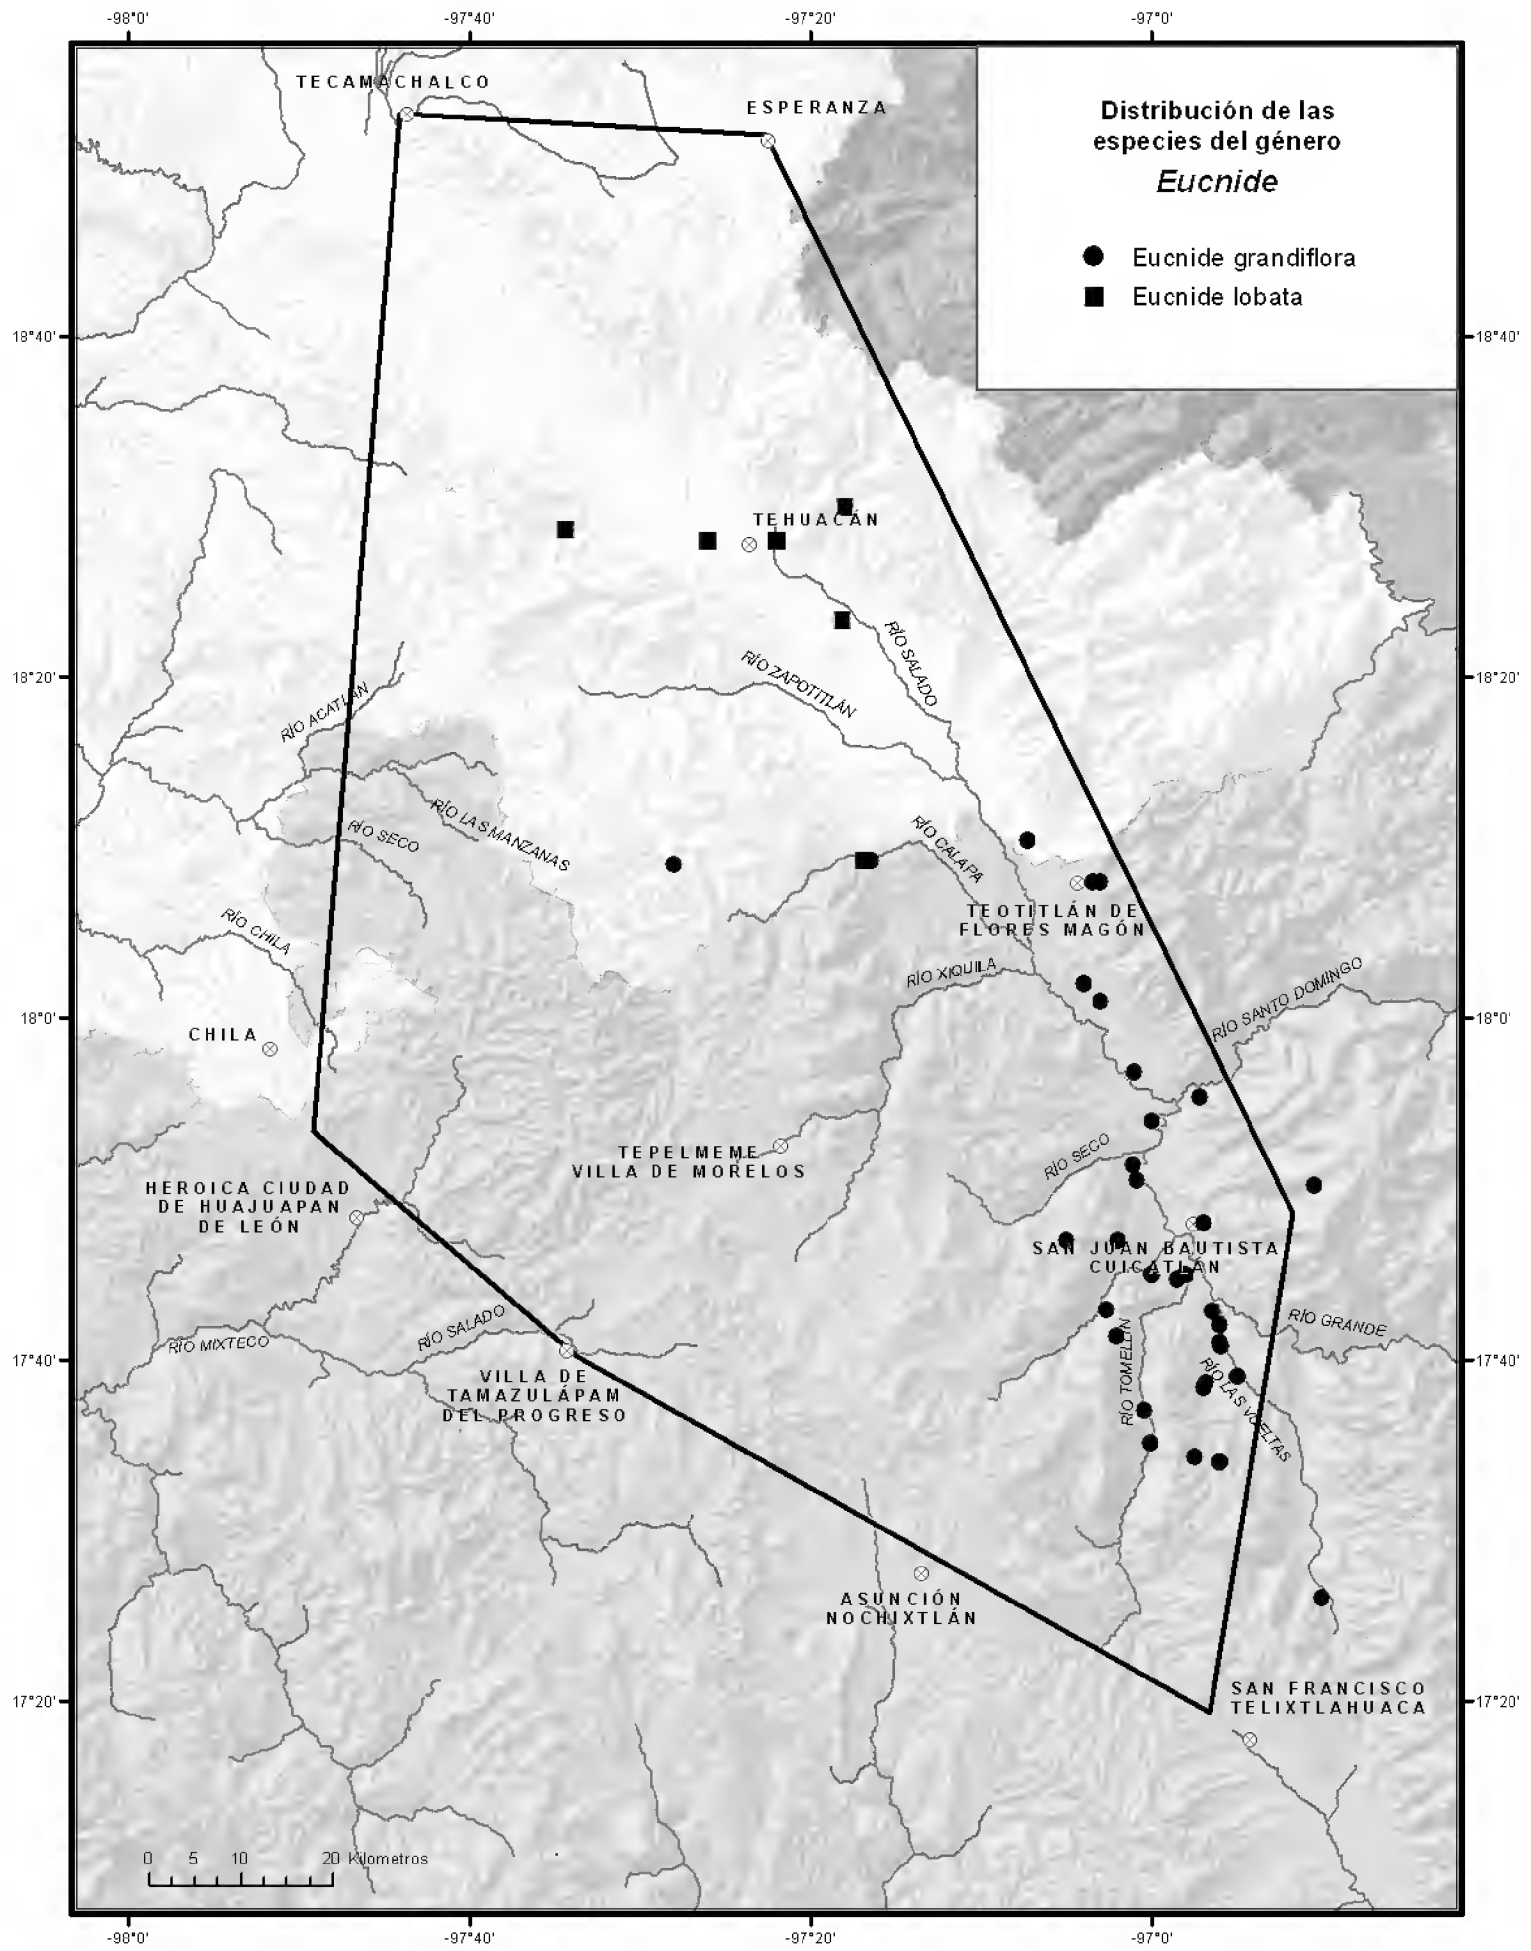 -98°0'
-97°40'
-97°20'
-97°0'
TECAMACHALCO
ESPERANZA
Distribución de las
especies del género
Eucnide
Eucnide grandiflora
Eucnide lobata
18°40'
18°40'
TEHUACÁN
RÍO SALADO
RÍO ZAPOTITLÁN
18°20'
18°20'
RÍO ACATLÁN
RÍO LAS MANZANAS
RÍO SECO
RÍO CALAPA
TEOTITLÁN DE
FLORES MAGÓN
RÍO CHILA
RÍO XIQUILA
RÍO SANTO DOMINGO
18°0'
18°0'
CHILA
TEPELMEME
VILLA DE MORELOS
RÍO SECO
HEROICA CIUDAD
DE HUAJUAPAN
DE LEÓN
SAN JUAN BAUTISTA
CUICATLÁN
RÍO SALADO
RÍO MIXTECO
RÍO GRANDE
17°40'
17°40'
RÍO TOMELLÍN
RÍO LAS VUELTAS
VILLA DE
TAMAZULÁPAM
DEL PROGRESO
ASUNCIÓN
NOCHIXTLÁN
SAN FRANCISCO
TELIXTLAHUACA
17°20'
17°20'
0 5 10 20 Kilometros
-98°0'
-97°40'
-97°20'
-97°0'